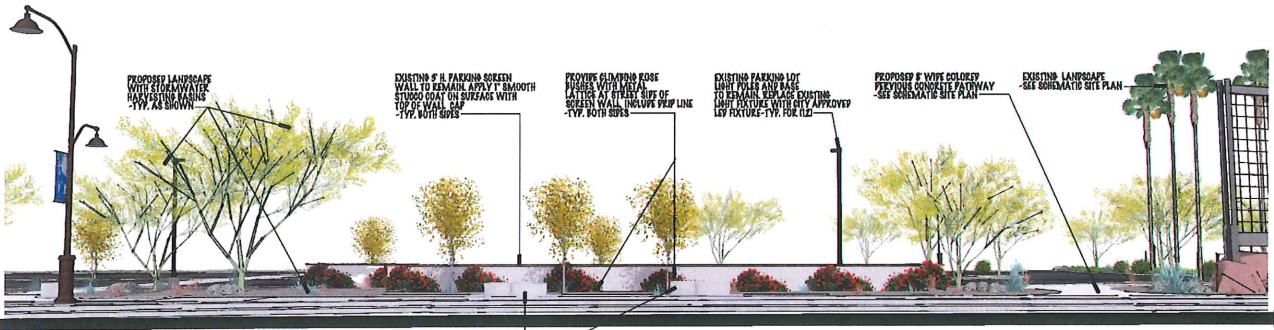 PROPOSED LANDSCAPE
WITH STORMWATER
HARVESTING BASINS
-TYP. AS SHOWN
EXISTING 3' H. PARKING SCREEN
WALL TO REMAIN. APPLY 1" SMOOTH
STUCCO COAT ON SURFACE WITH
TOP OF WALL CAP
-TYP. BOTH SIDES
PROVIDE CLIMBING ROSE
BUSHES WITH METAL
LATTICE AT STREET SIDE OF
SCREEN WALL, INCLUDE DRIP LINE
-TYP. BOTH SIDES
EXISTING PARKING LOT
LIGHT POLES AND BASE
TO REMAIN. REPLACE EXISTING
LIGHT FIXTURE WITH CITY APPROVED
LED FIXTURE-TYP. FOR (12)
PROPOSED 8' WIDE COLORED
PERVIOUS CONCRETE PATHWAY
-SEE SCHEMATIC SITE PLAN
EXISTING LANDSCAPE
-SEE SCHEMATIC SITE PLAN